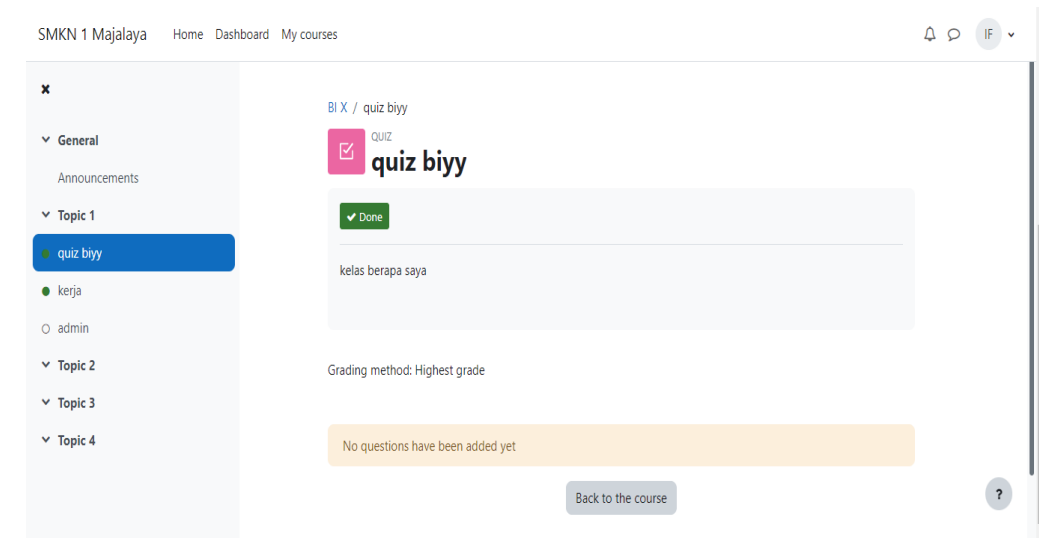 SMKN 1 Majalaya Home Dashboard My courses IF
General
Announcements
Topic 1
quiz biyy
kerja
admin
Topic 2
Topic 3
Topic 4
BI X / quiz biyy
QUIZ
quiz biyy
Done
kelas berapa saya
Grading method: Highest grade
No questions have been added yet
Back to the course
?